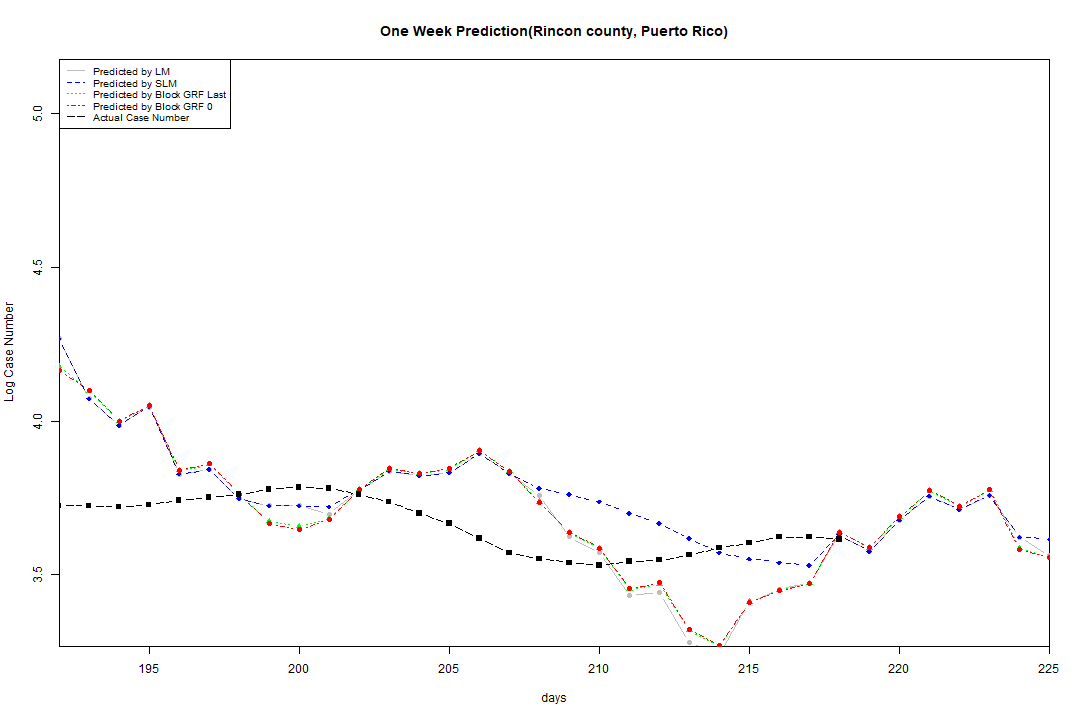 One Week Prediction(Rincon county, Puerto Rico)
Predicted by LM
Predicted by SLM
Predicted by Block GRF Last
Predicted by Block GRF 0
Actual Case Number
5.0
4.5
4.0
3.5
Log Case Number
195 200 205 210 215 220 225
days